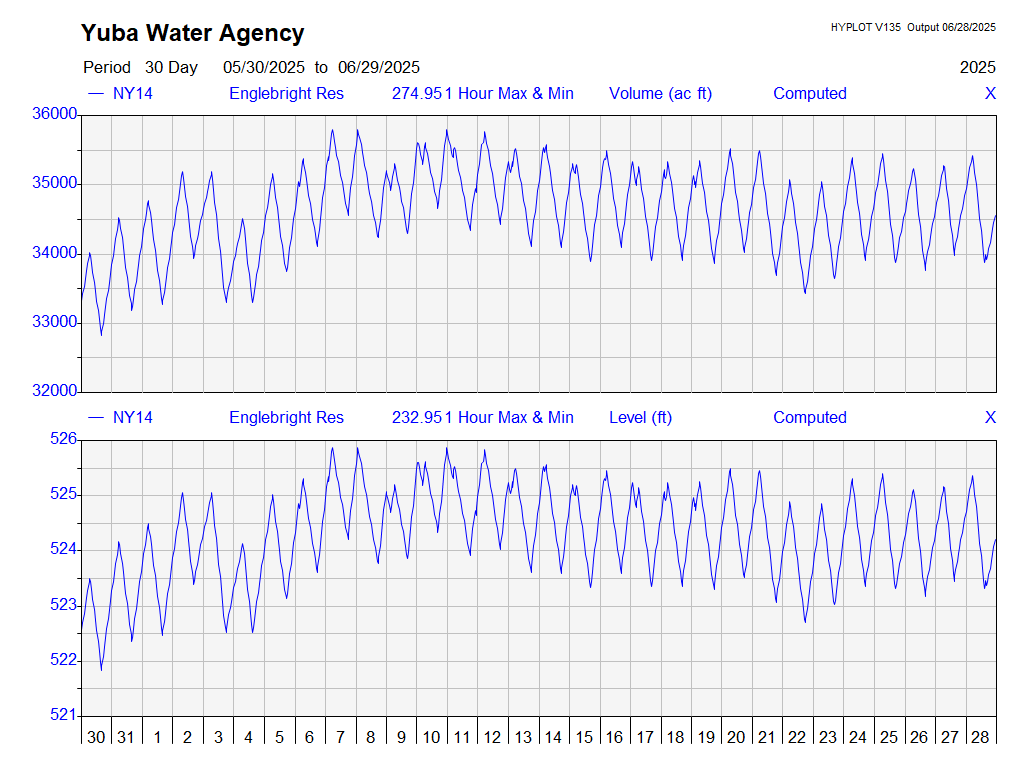 Yuba Water Agency
HYPLOT V135 Output 06/28/2025
Period 30 Day 05/30/2025 to 06/29/2025 2025
NY14 Englebright Res 274.951 Hour Max & Min Volume (ac ft) Computed X
36000
35000
34000
33000
32000
NY14 Englebright Res 232.951 Hour Max & Min Level (ft) Computed X
526
525
524
523
522
521
30 31 1 2 3 4 5 6 7 8 9 10 11 12 13 14 15 16 17 18 19 20 21 22 23 24 25 26 27 28